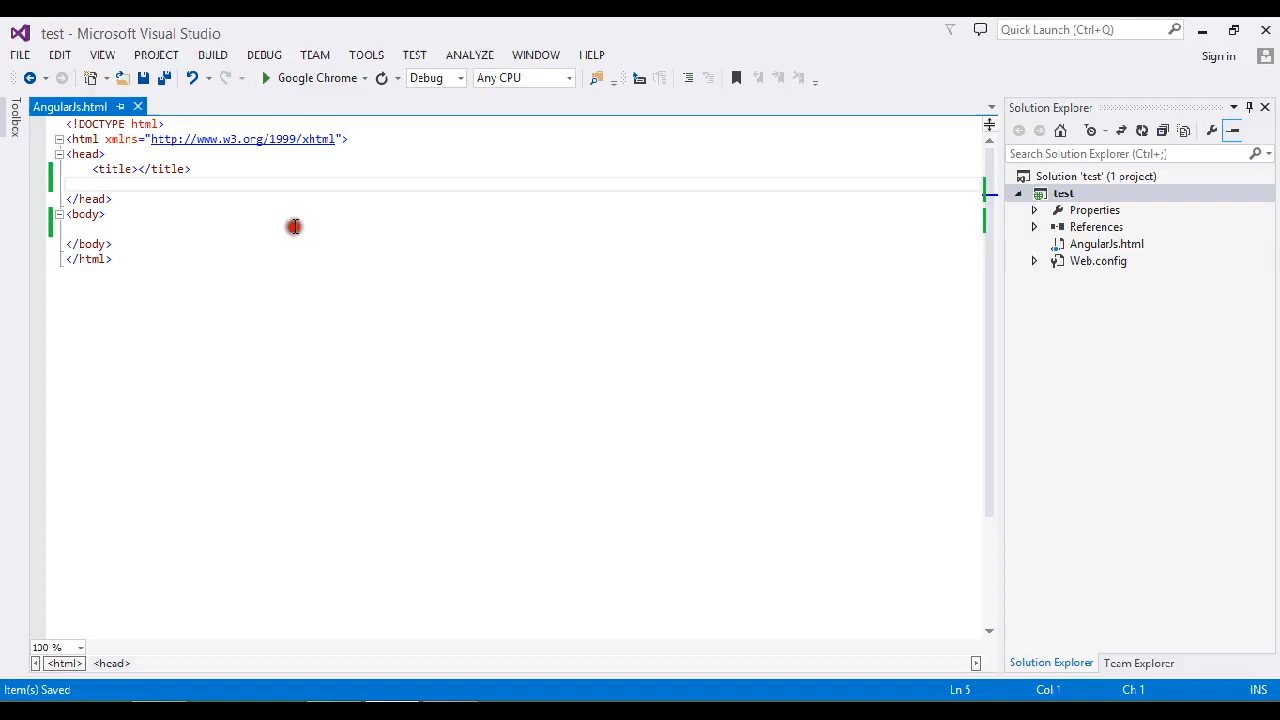 test - Microsoft Visual Studio
Quick Launch (Ctrl+Q)
FILE EDIT VIEW PROJECT BUILD DEBUG TEAM TOOLS TEST ANALYZE WINDOW HELP
Sign in
Google Chrome Debug Any CPU
Toolbox
AngularJs.html
<!DOCTYPE html>
<html xmlns="http://www.w3.org/1999/xhtml">
<head>
<title></title>
</head>
<body>
</body>
</html>
100 %
<html> <head>
Solution Explorer
Search Solution Explorer (Ctrl+;)
Solution 'test' (1 project)
test
Properties
References
AngularJs.html
Web.config
Solution Explorer Team Explorer
Item(s) Saved
Ln 5 Col 1 Ch 1 INS